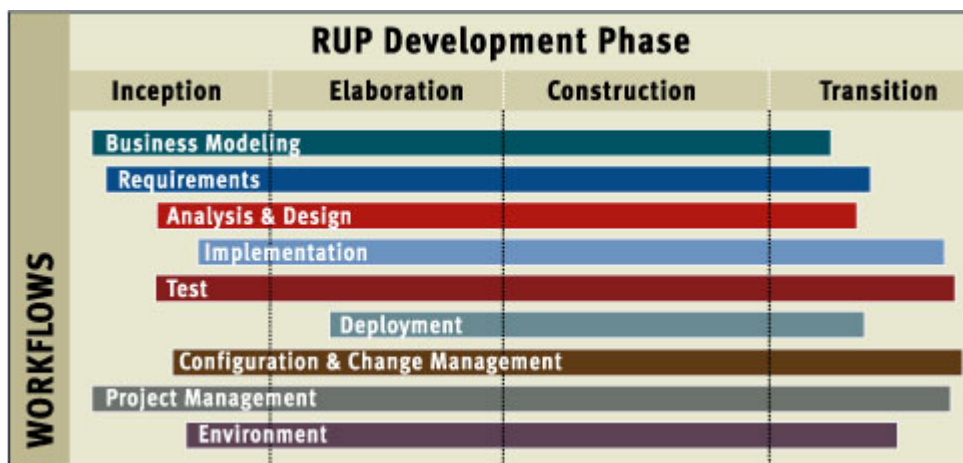 RUP Development Phase
Inception Elaboration Construction Transition
WORKFLOWS
Business Modeling
Requirements
Analysis & Design
Implementation
Test
Deployment
Configuration & Change Management
Project Management
Environment